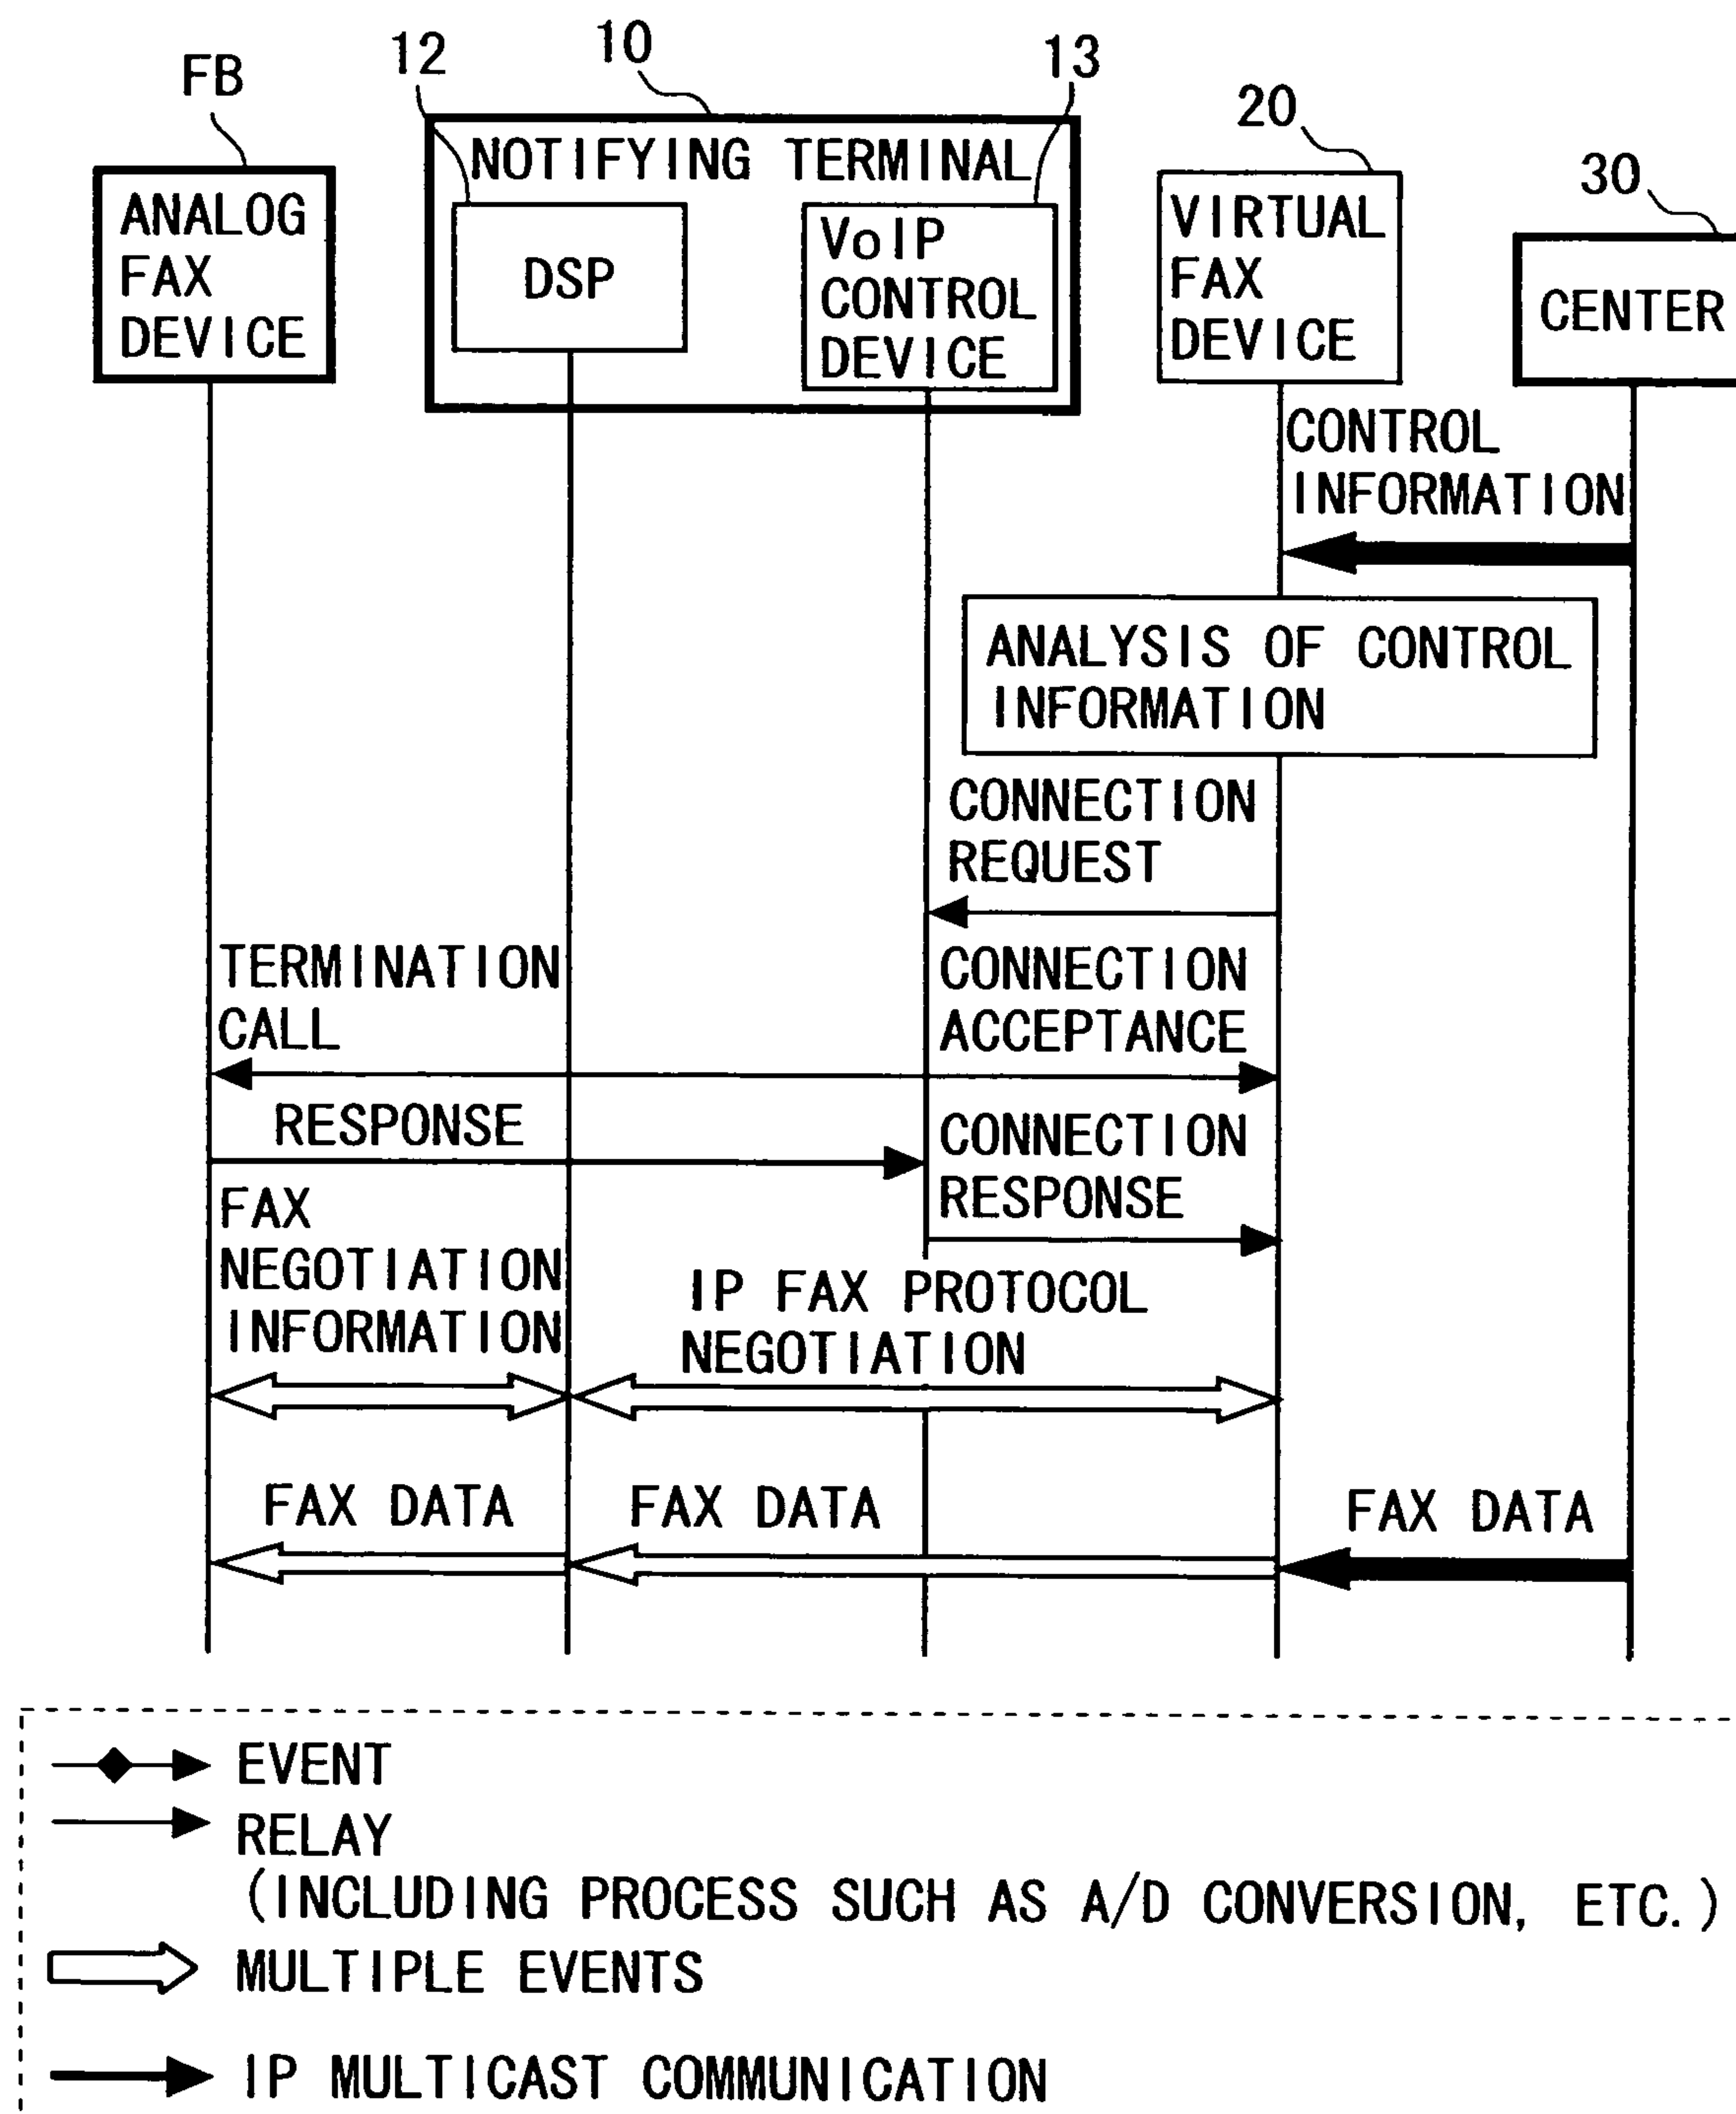 FB
12
10
13
20
30
ANALOG
FAX
DEVICE
NOTIFYING TERMINAL
DSP
VoIP
CONTROL
DEVICE
VIRTUAL
FAX
DEVICE
CENTER
CONTROL
INFORMATION
ANALYSIS OF CONTROL
INFORMATION
CONNECTION
REQUEST
TERMINATION
CALL
CONNECTION
ACCEPTANCE
RESPONSE
CONNECTION
RESPONSE
FAX
NEGOTIATION
INFORMATION
IP FAX PROTOCOL
NEGOTIATION
FAX DATA
FAX DATA
FAX DATA
EVENT
RELAY
(INCLUDING PROCESS SUCH AS A/D CONVERSION, ETC.)
MULTIPLE EVENTS
IP MULTICAST COMMUNICATION